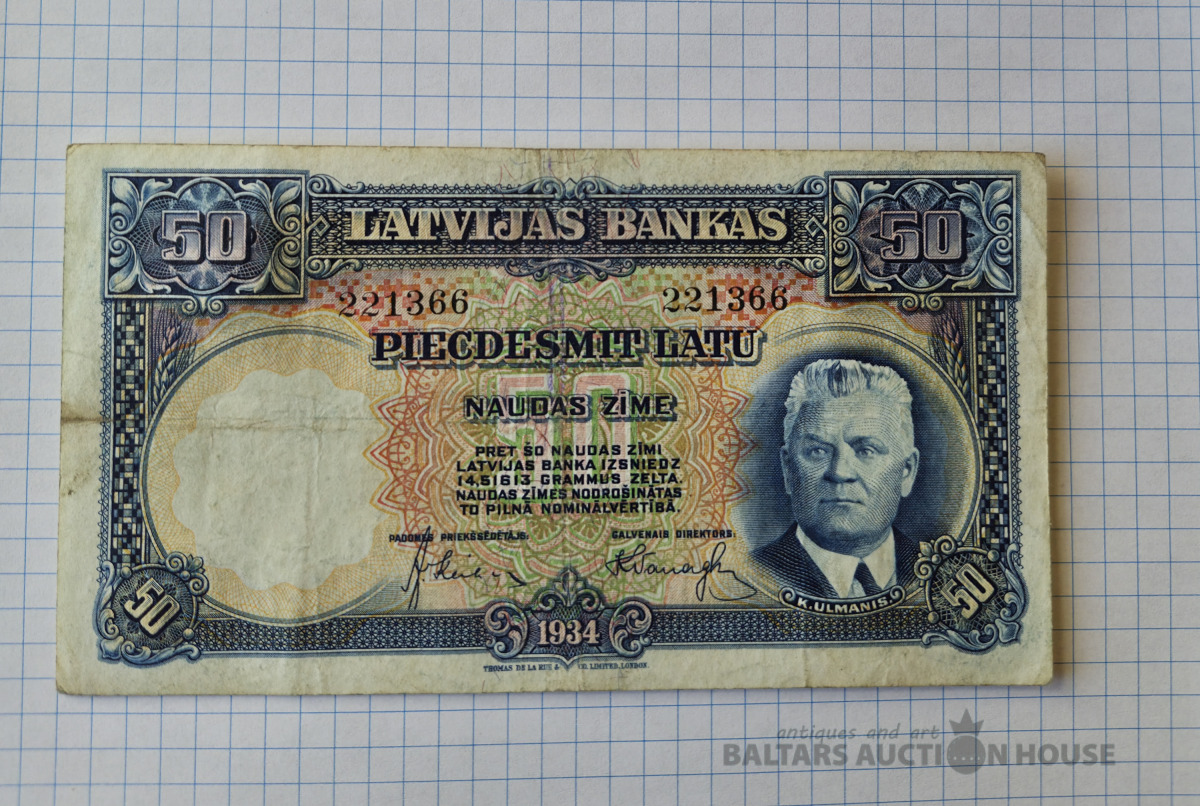 50 LATVIJAS BANKAS 50
221366 221366
PIECDESMIT LATU
50
NAUDAS ZĪME
PRET ŠO NAUDAS ZĪMI
LATVIJAS BANKA IZSNIEDZ
14,51613 GRAMMUS ZELTA.
NAUDAS ZĪMES NODROŠINĀTAS
TO PILNĀ NOMINĀLVĒRTĪBĀ.
PADOMES PRIEKŠSĒDĒTĀJS: GALVENAIS DIREKTORS:
K. ULMANIS.
50 1934 50
THOMAS DE LA RUE & CO. LIMITED, LONDON.
antiques and art
BALTARS AUCTION HOUSE